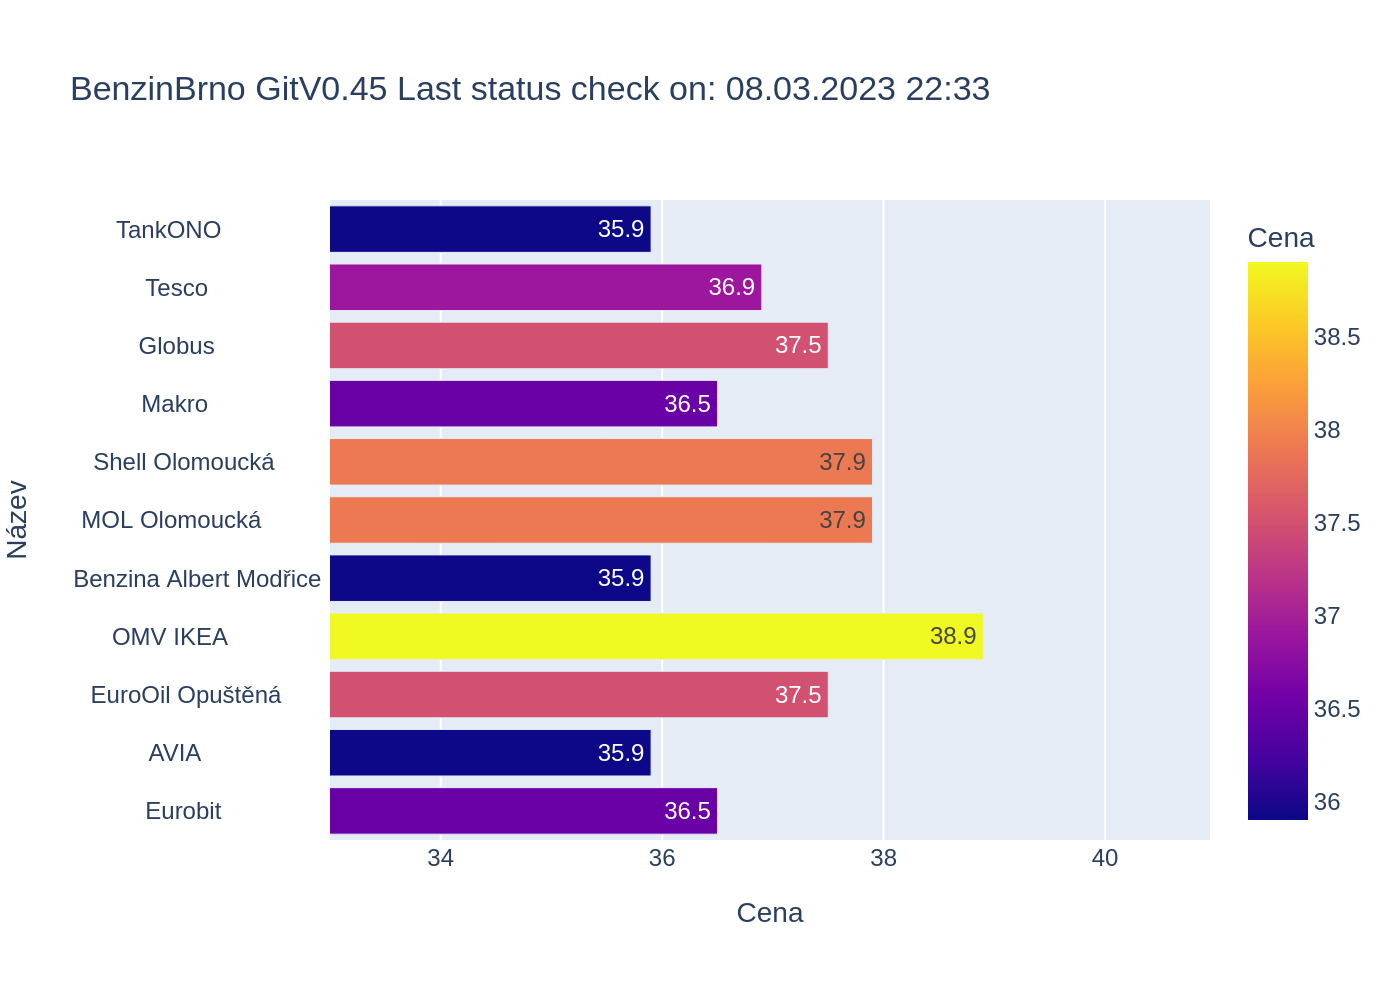 BenzinBrno GitV0.45 Last status check on: 08.03.2023 22:33
Název
TankONO 35.9
Tesco 36.9
Globus 37.5
Makro 36.5
Shell Olomoucká 37.9
MOL Olomoucká 37.9
Benzina Albert Modřice 35.9
OMV IKEA 38.9
EuroOil Opuštěná 37.5
AVIA 35.9
Eurobit 36.5
34 36 38 40
Cena
Cena
38.5
38
37.5
37
36.5
36